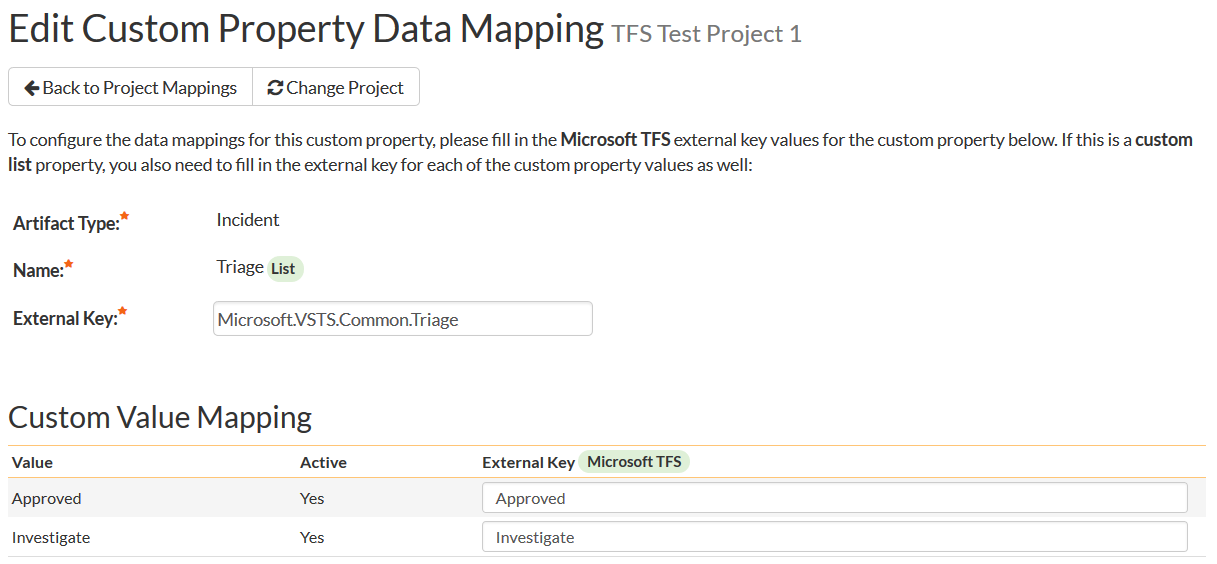 Edit Custom Property Data Mapping TFS Test Project 1
Back to Project Mappings Change Project
To configure the data mappings for this custom property, please fill in the Microsoft TFS external key values for the custom property below. If this is a custom
list property, you also need to fill in the external key for each of the custom property values as well:
Artifact Type:* Incident
Name:* Triage List
External Key:* Microsoft.VSTS.Common.Triage
Custom Value Mapping
Value Active External Key Microsoft TFS
Approved Yes Approved
Investigate Yes Investigate